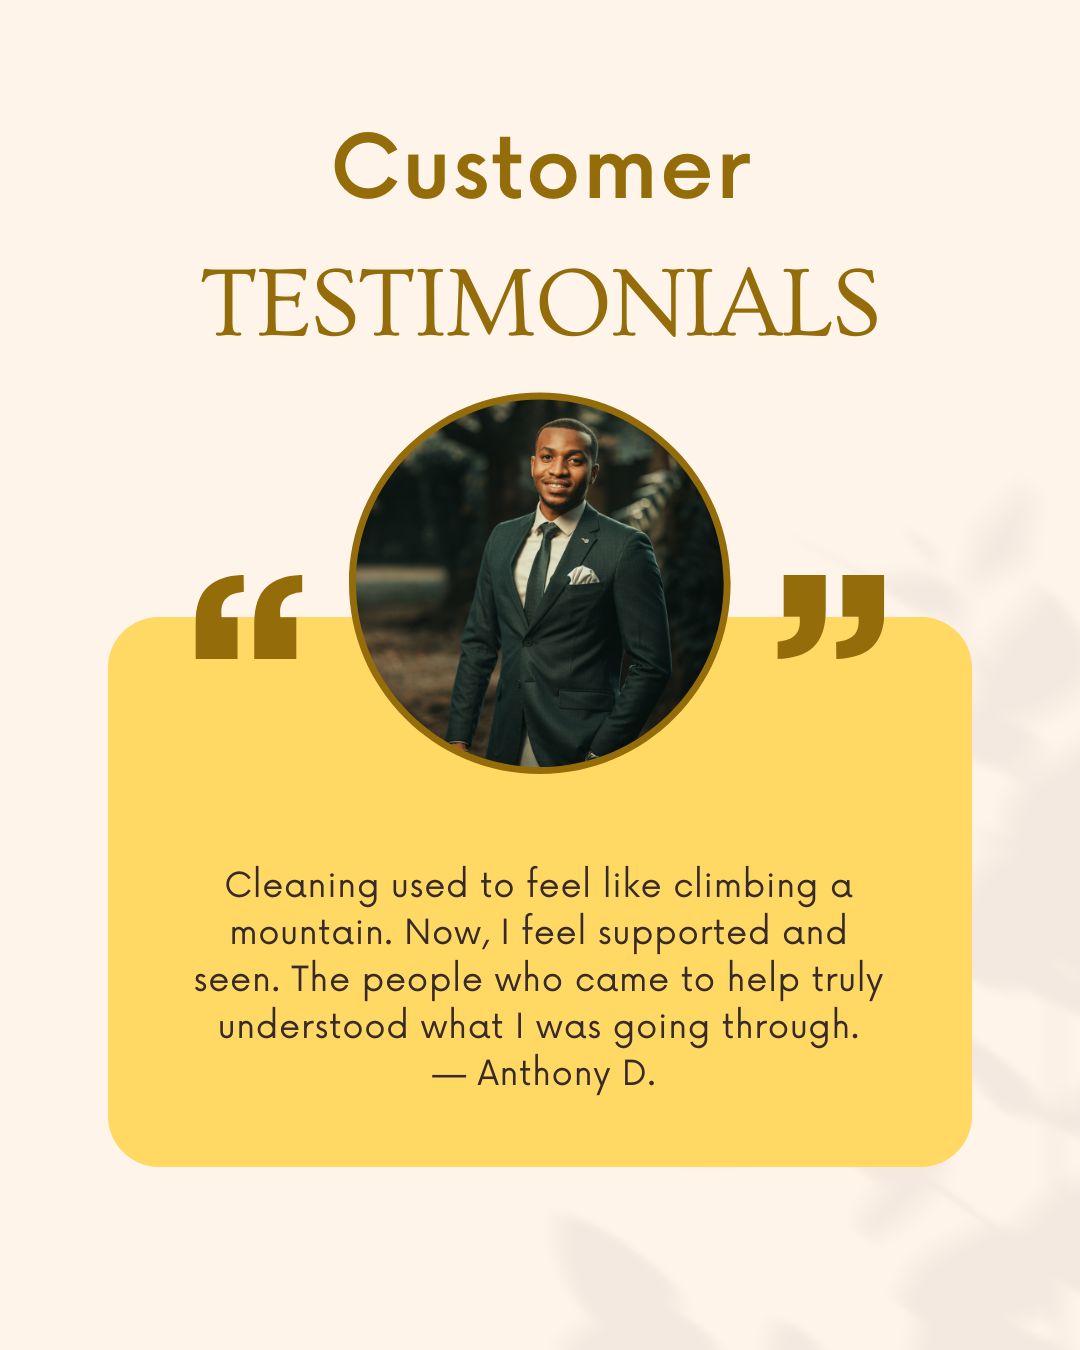 Customer
TESTIMONIALS
“ ”
Cleaning used to feel like climbing a
mountain. Now, I feel supported and
seen. The people who came to help truly
understood what I was going through.
— Anthony D.